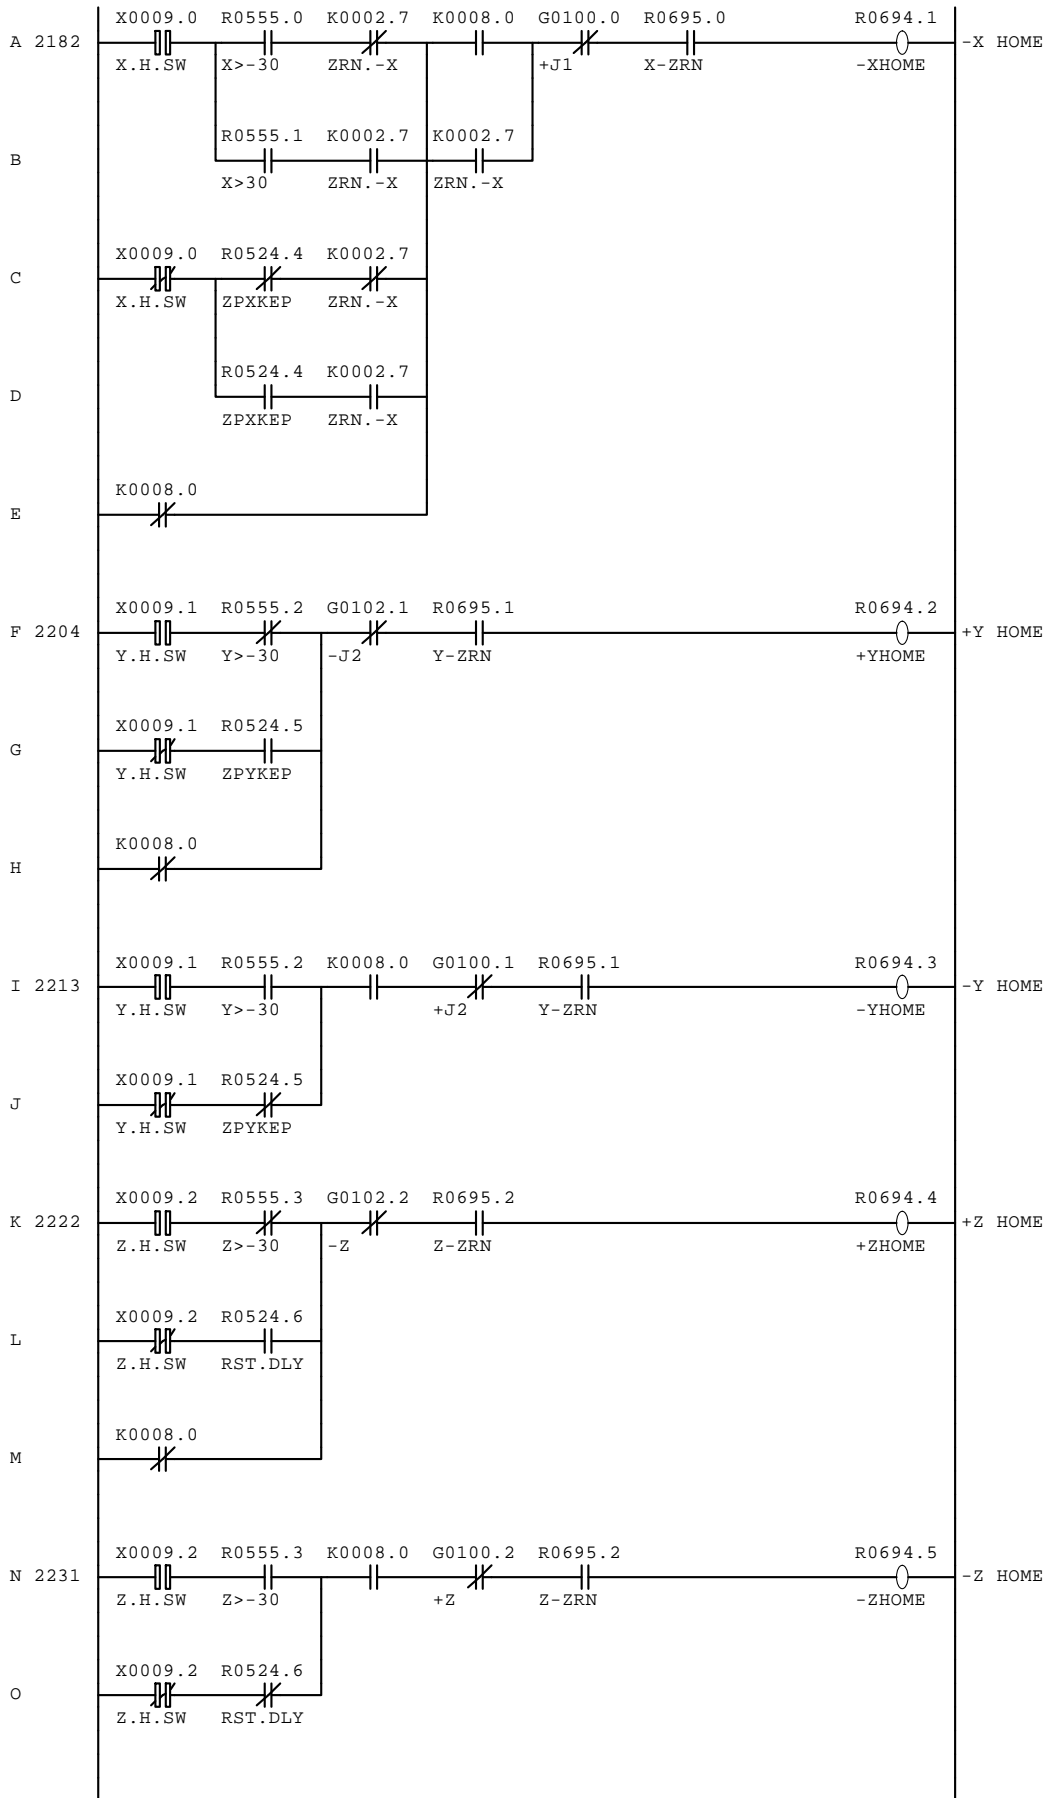 X0009.0 R0555.0 K0002.7 K0008.0 G0100.0 R0695.0 R0694.1
A 2182 -X HOME
X.H.SW X>-30 ZRN.-X +J1 X-ZRN -XHOME
R0555.1 K0002.7 K0002.7
B
X>30 ZRN.-X ZRN.-X
X0009.0 R0524.4 K0002.7
C
X.H.SW ZPXKEP ZRN.-X
R0524.4 K0002.7
D
ZPXKEP ZRN.-X
K0008.0
E
X0009.1 R0555.2 G0102.1 R0695.1 R0694.2
F 2204 +Y HOME
Y.H.SW Y>-30 -J2 Y-ZRN +YHOME
X0009.1 R0524.5
G
Y.H.SW ZPYKEP
K0008.0
H
X0009.1 R0555.2 K0008.0 G0100.1 R0695.1 R0694.3
I 2213 -Y HOME
Y.H.SW Y>-30 +J2 Y-ZRN -YHOME
X0009.1 R0524.5
J
Y.H.SW ZPYKEP
X0009.2 R0555.3 G0102.2 R0695.2 R0694.4
K 2222 +Z HOME
Z.H.SW Z>-30 -Z Z-ZRN +ZHOME
X0009.2 R0524.6
L
Z.H.SW RST.DLY
K0008.0
M
X0009.2 R0555.3 K0008.0 G0100.2 R0695.2 R0694.5
N 2231 -Z HOME
Z.H.SW Z>-30 +Z Z-ZRN -ZHOME
X0009.2 R0524.6
O
Z.H.SW RST.DLY